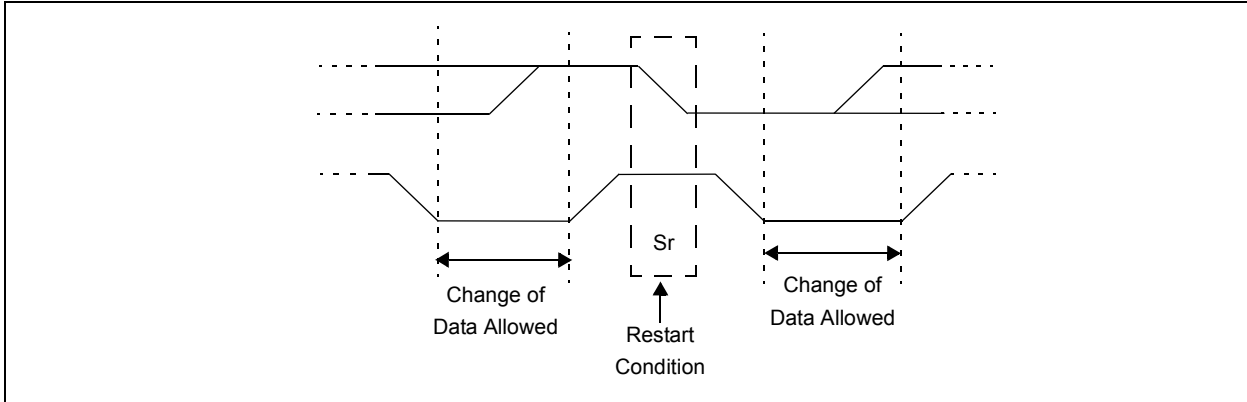 Sr
Change of
Data Allowed
Restart
Condition
Change of
Data Allowed